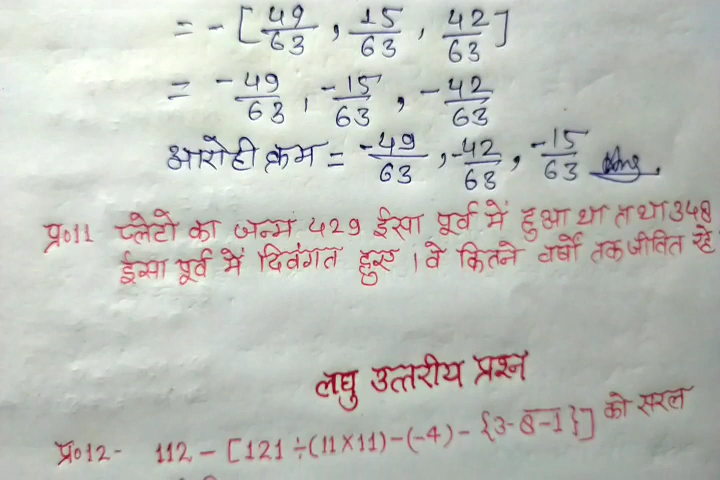 = - [ 49/63 , 15/63 , 42/63 ]
= -49/63 , -15/63 , -42/63
आरोही क्रम = -49/63 , -42/63 , -15/63 Ans.
प्र०11 प्लेटो का जन्म 429 ईसा पूर्व में हुआ था तथा 348
ईसा पूर्व में दिवंगत हुए । वे कितने वर्षों तक जीवित रहे
लघु उत्तरीय प्रश्न
प्र०12- 112 - [121 ÷ (11 × 11) - (-4) - {3 - 8 - 1}] को सरल